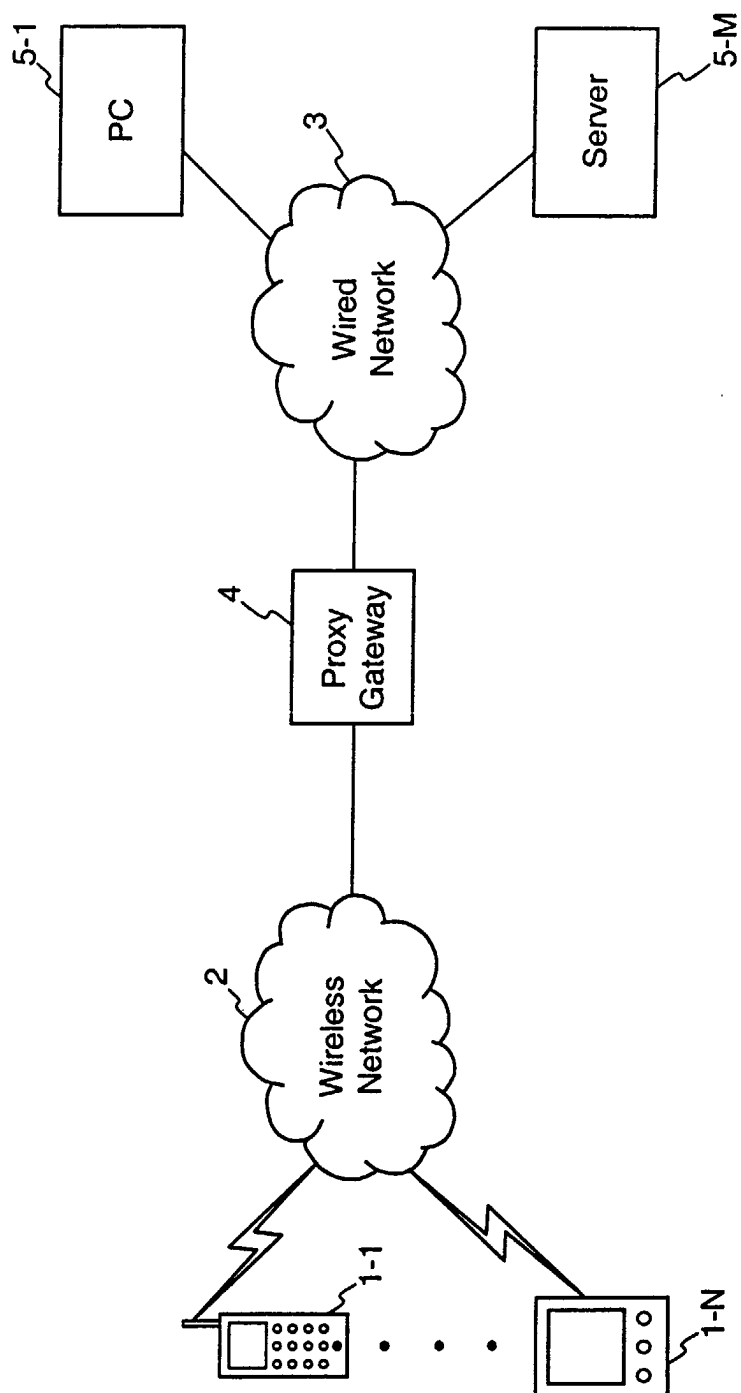 5-1
PC
3
Wired
Network
Server
5-M
4
Proxy
Gateway
2
Wireless
Network
1-1
1-N